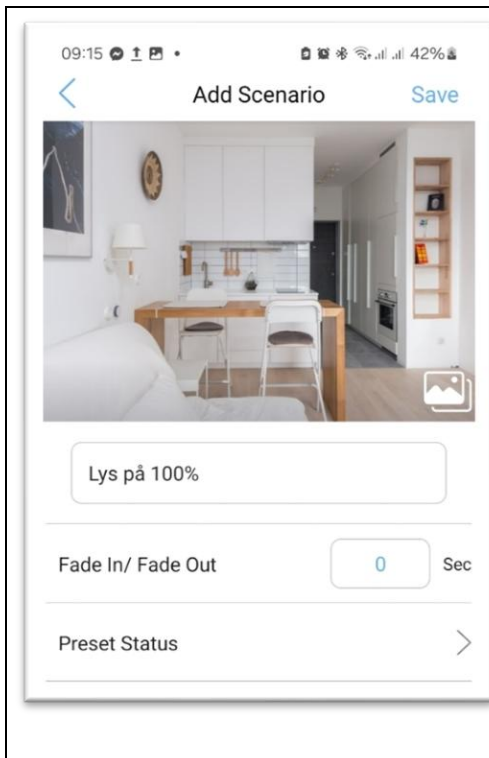 09:15
42%
Add Scenario
Save
Lys på 100%
Fade In/ Fade Out
0
Sec
Preset Status